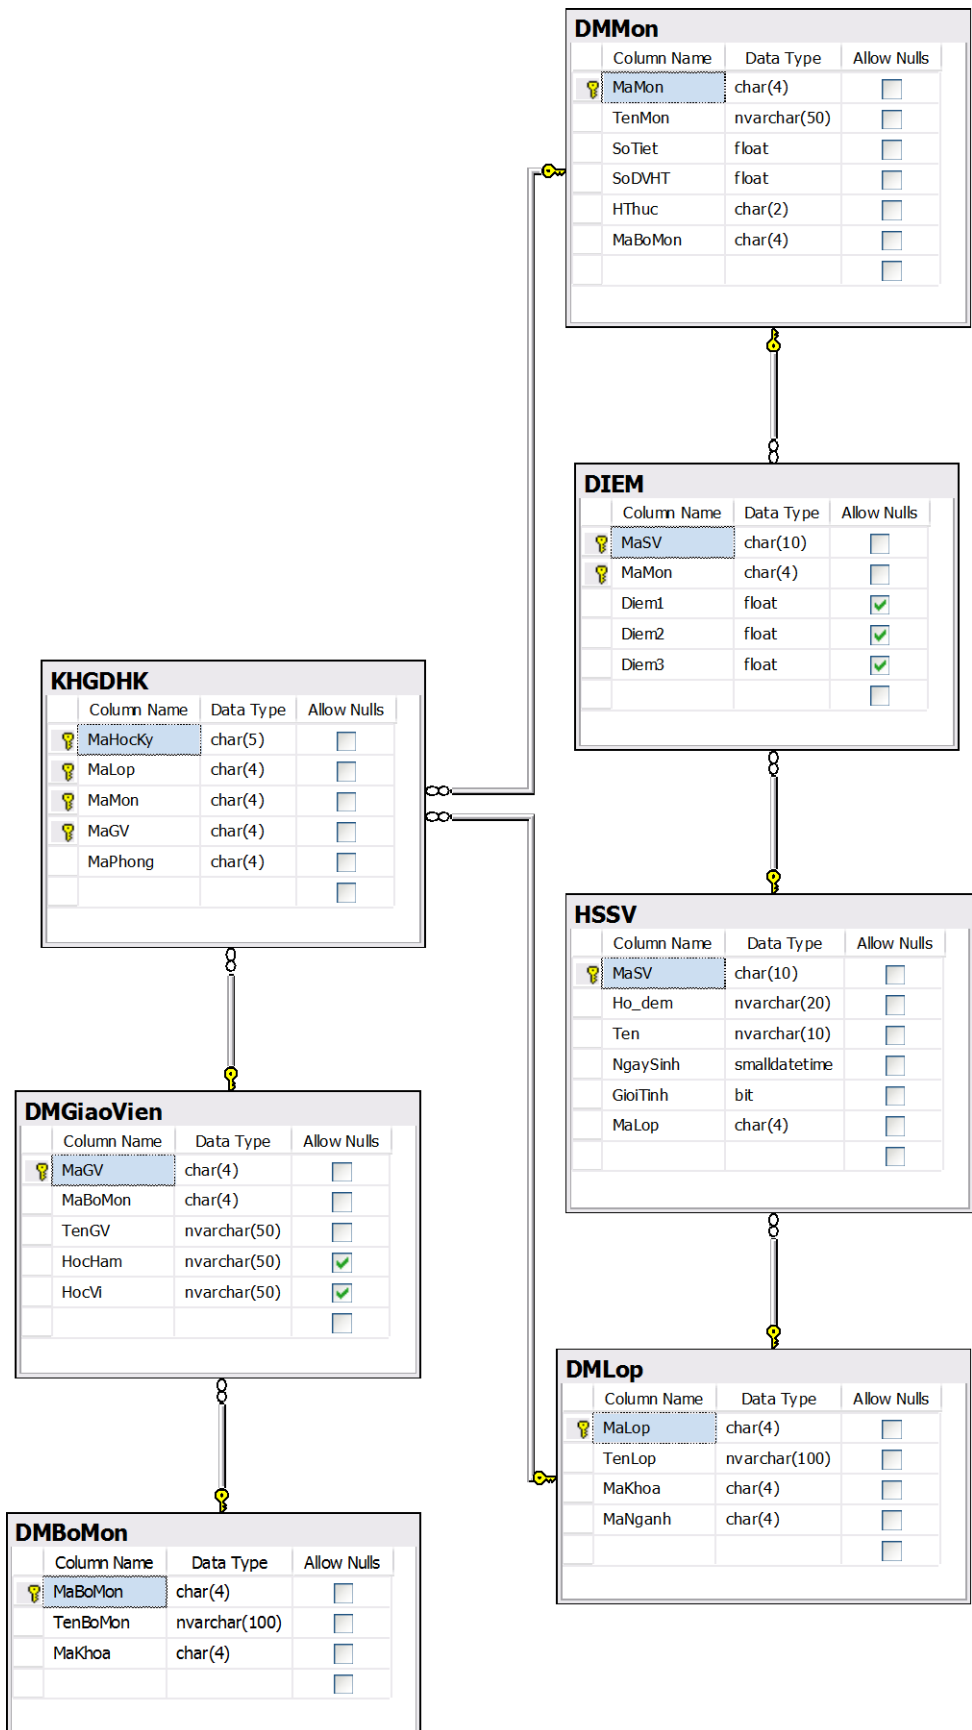 DMMon
Column Name Data Type Allow Nulls
MaMon char(4)
TenMon nvarchar(50)
SoTiet float
SoDVHT float
HThuc char(2)
MaBoMon char(4)
DIEM
Column Name Data Type Allow Nulls
MaSV char(10)
MaMon char(4)
Diem1 float
Diem2 float
Diem3 float
KHGDHK
Column Name Data Type Allow Nulls
MaHocKy char(5)
MaLop char(4)
MaMon char(4)
MaGV char(4)
MaPhong char(4)
HSSV
Column Name Data Type Allow Nulls
MaSV char(10)
Ho_dem nvarchar(20)
Ten nvarchar(10)
NgaySinh smalldatetime
GioiTinh bit
MaLop char(4)
DMGiaoVien
Column Name Data Type Allow Nulls
MaGV char(4)
MaBoMon char(4)
TenGV nvarchar(50)
HocHam nvarchar(50)
HocVi nvarchar(50)
DMLop
Column Name Data Type Allow Nulls
MaLop char(4)
TenLop nvarchar(100)
MaKhoa char(4)
MaNganh char(4)
DMBoMon
Column Name Data Type Allow Nulls
MaBoMon char(4)
TenBoMon nvarchar(100)
MaKhoa char(4)